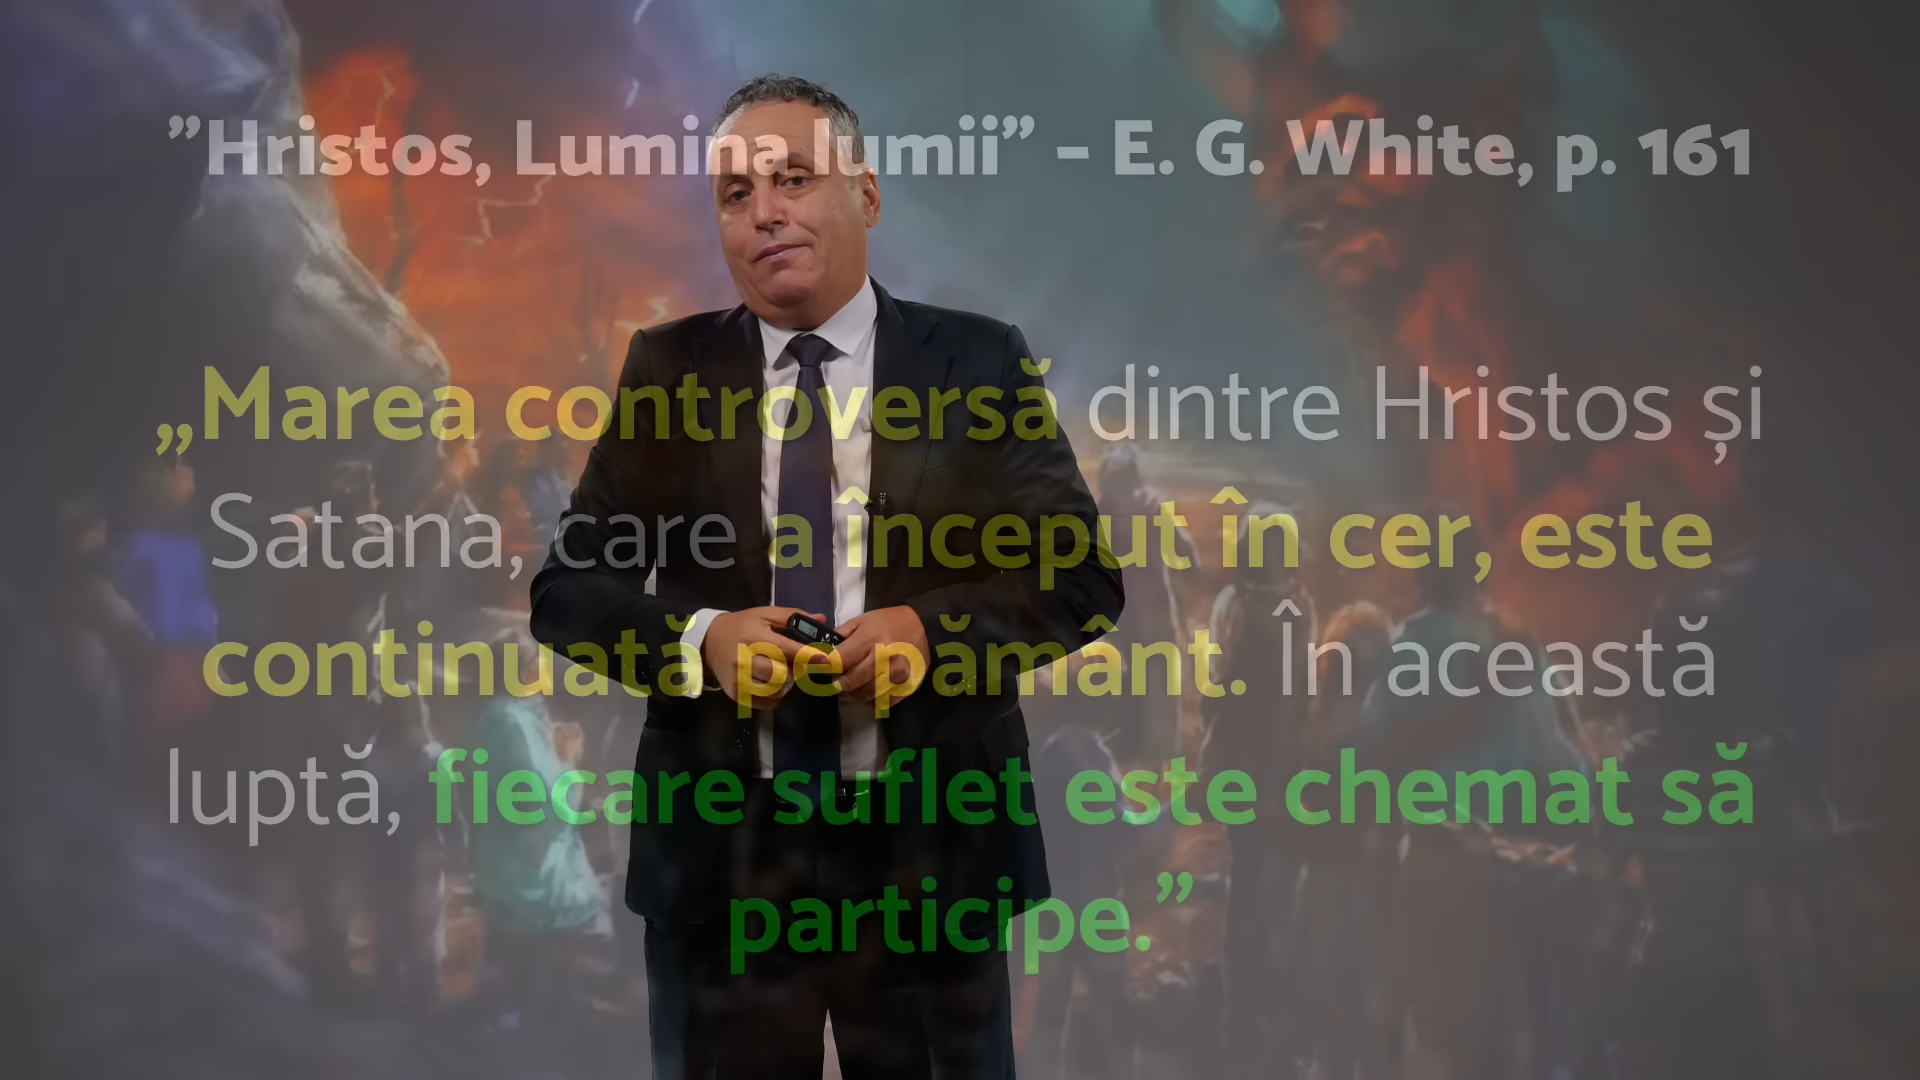 ”Hristos, Lumina lumii” – E. G. White, p. 161
„Marea controversă dintre Hristos și
Satana, care a început în cer, este
continuată pe pământ. În această
luptă, fiecare suflet este chemat să
participe.”